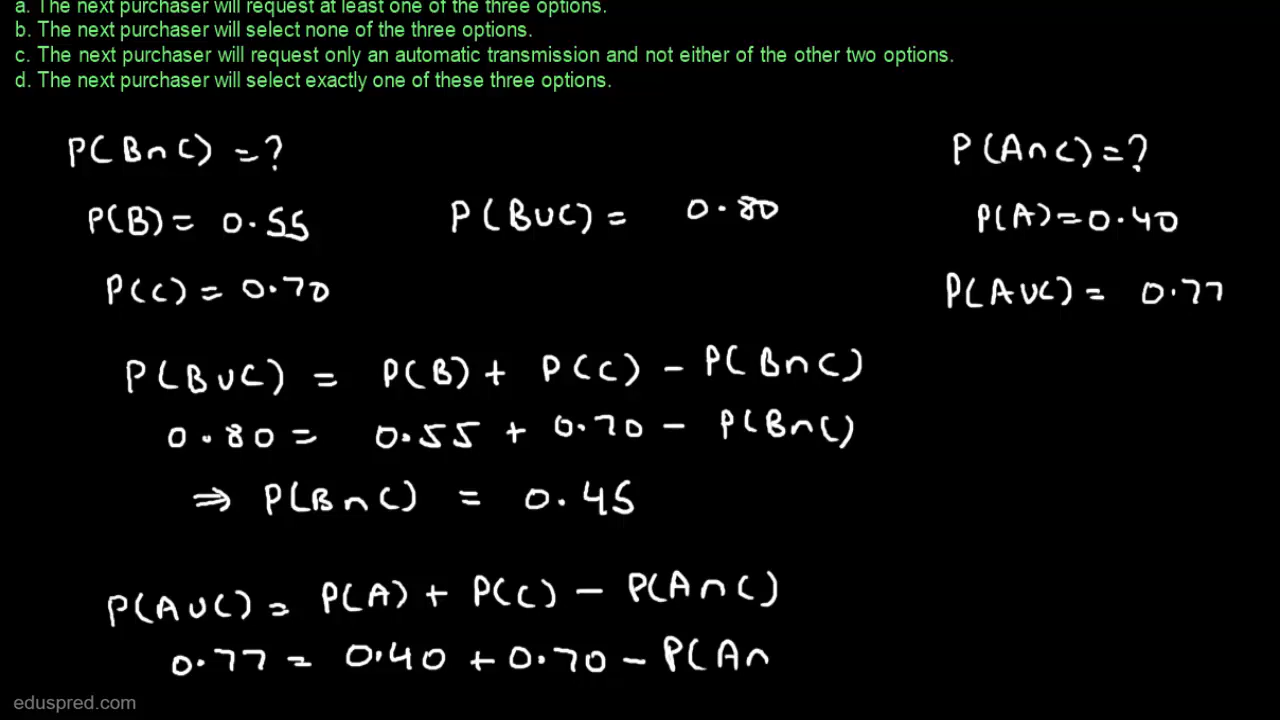 a. The next purchaser will request at least one of the three options.
b. The next purchaser will select none of the three options.
c. The next purchaser will request only an automatic transmission and not either of the other two options.
d. The next purchaser will select exactly one of these three options.
P(B∩C) = ? P(A∩C) = ?
P(B) = 0.55 P(B∪C) = 0.80 P(A) = 0.40
P(C) = 0.70 P(A∪C) = 0.77
P(B∪C) = P(B) + P(C) - P(B∩C)
0.80 = 0.55 + 0.70 - P(B∩C)
⇒ P(B∩C) = 0.45
P(A∪C) = P(A) + P(C) - P(A∩C)
0.77 = 0.40 + 0.70 - P(A∩
eduspred.com